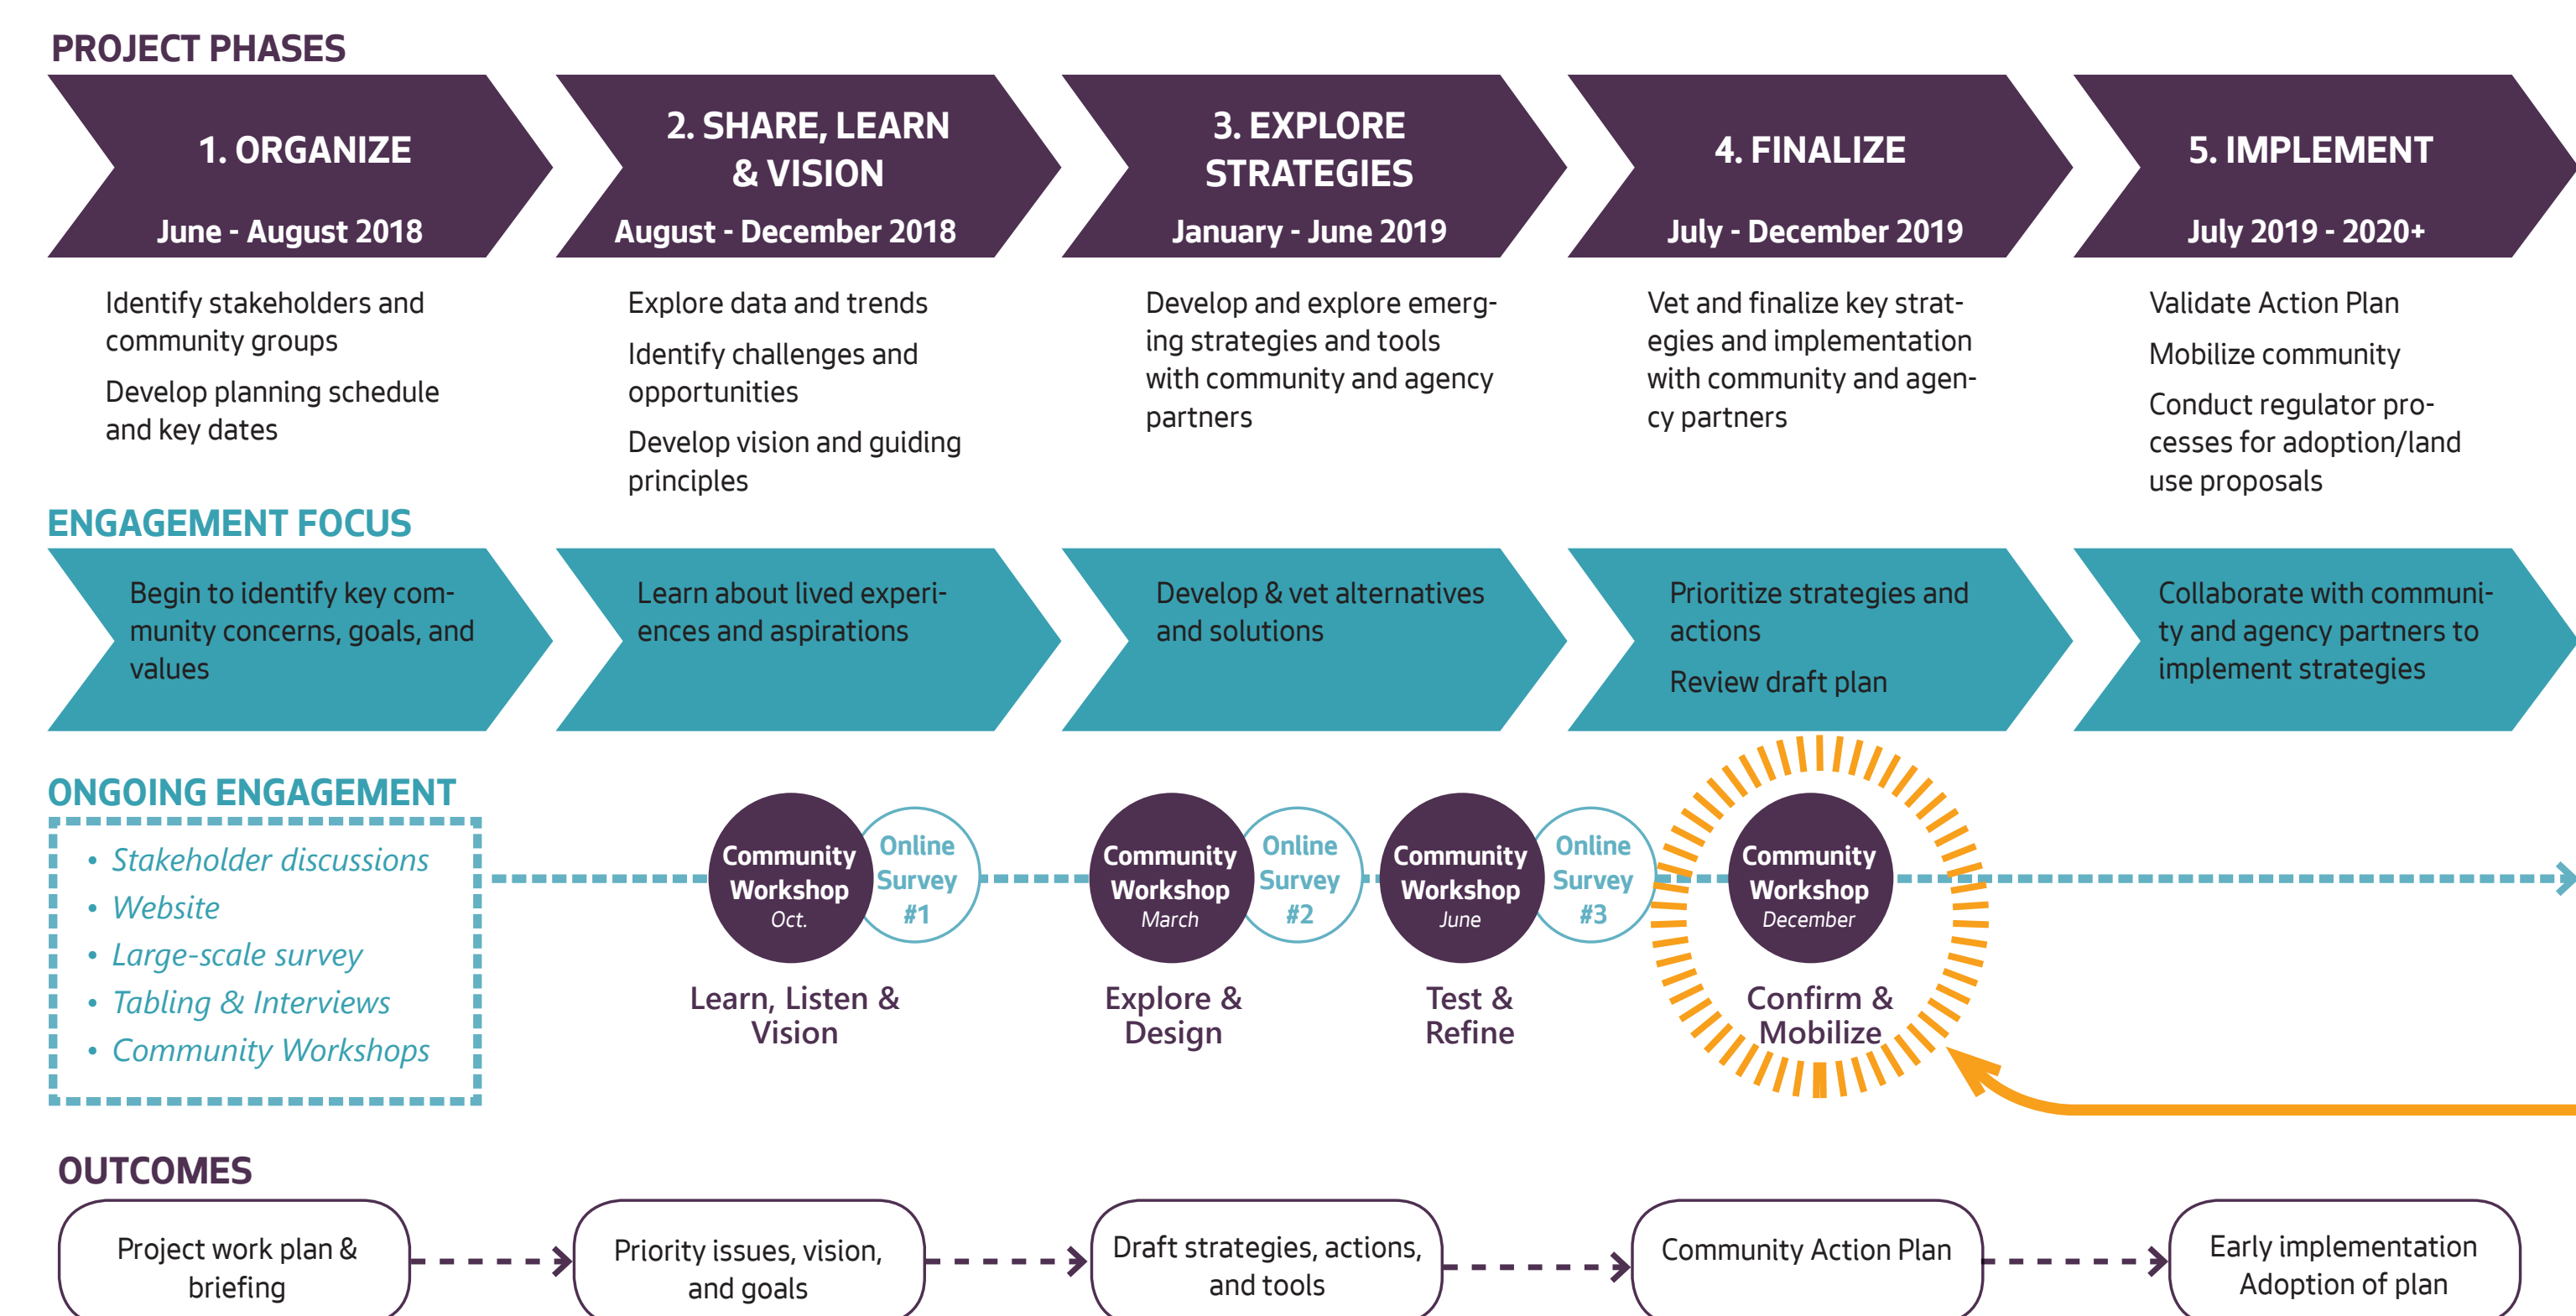 PROJECT PHASES
1. ORGANIZE
June - August 2018
2. SHARE, LEARN
& VISION
August - December 2018
3. EXPLORE
STRATEGIES
January - June 2019
4. FINALIZE
July - December 2019
5. IMPLEMENT
July 2019 - 2020+
Identify stakeholders and
community groups
Develop planning schedule
and key dates
Explore data and trends
Identify challenges and
opportunities
Develop vision and guiding
principles
Develop and explore emerg-
ing strategies and tools
with community and agency
partners
Vet and finalize key strat-
egies and implementation
with community and agen-
cy partners
Validate Action Plan
Mobilize community
Conduct regulator pro-
cesses for adoption/land
use proposals
ENGAGEMENT FOCUS
Begin to identify key com-
munity concerns, goals, and
values
Learn about lived experi-
ences and aspirations
Develop & vet alternatives
and solutions
Prioritize strategies and
actions
Review draft plan
Collaborate with communi-
ty and agency partners to
implement strategies
ONGOING ENGAGEMENT
• Stakeholder discussions
• Website
• Large-scale survey
• Tabling & Interviews
• Community Workshops
Community
Workshop
Oct.
Online
Survey
#1
Learn, Listen &
Vision
Community
Workshop
March
Online
Survey
#2
Explore &
Design
Community
Workshop
June
Online
Survey
#3
Test &
Refine
Community
Workshop
December
Confirm &
Mobilize
OUTCOMES
Project work plan &
briefing
Priority issues, vision,
and goals
Draft strategies, actions,
and tools
Community Action Plan
Early implementation
Adoption of plan